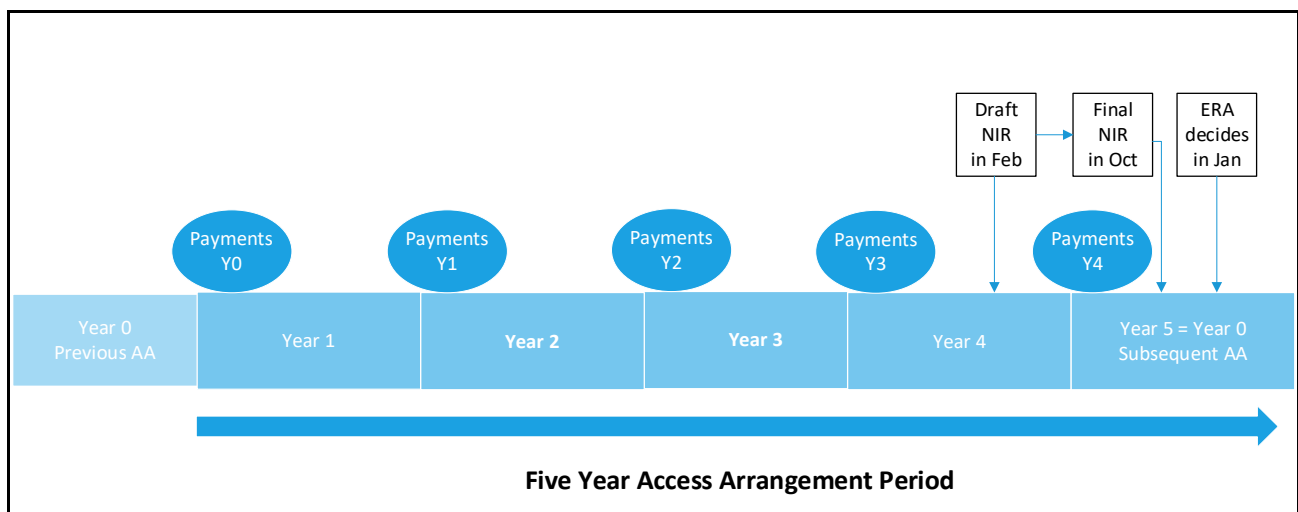 Draft
NIR
in Feb
Final
NIR
in Oct
ERA
decides
in Jan
Payments
Y0
Payments
Y1
Payments
Y2
Payments
Y3
Payments
Y4
Year 0
Previous AA
Year 1
Year 2
Year 3
Year 4
Year 5 = Year 0
Subsequent AA
Five Year Access Arrangement Period